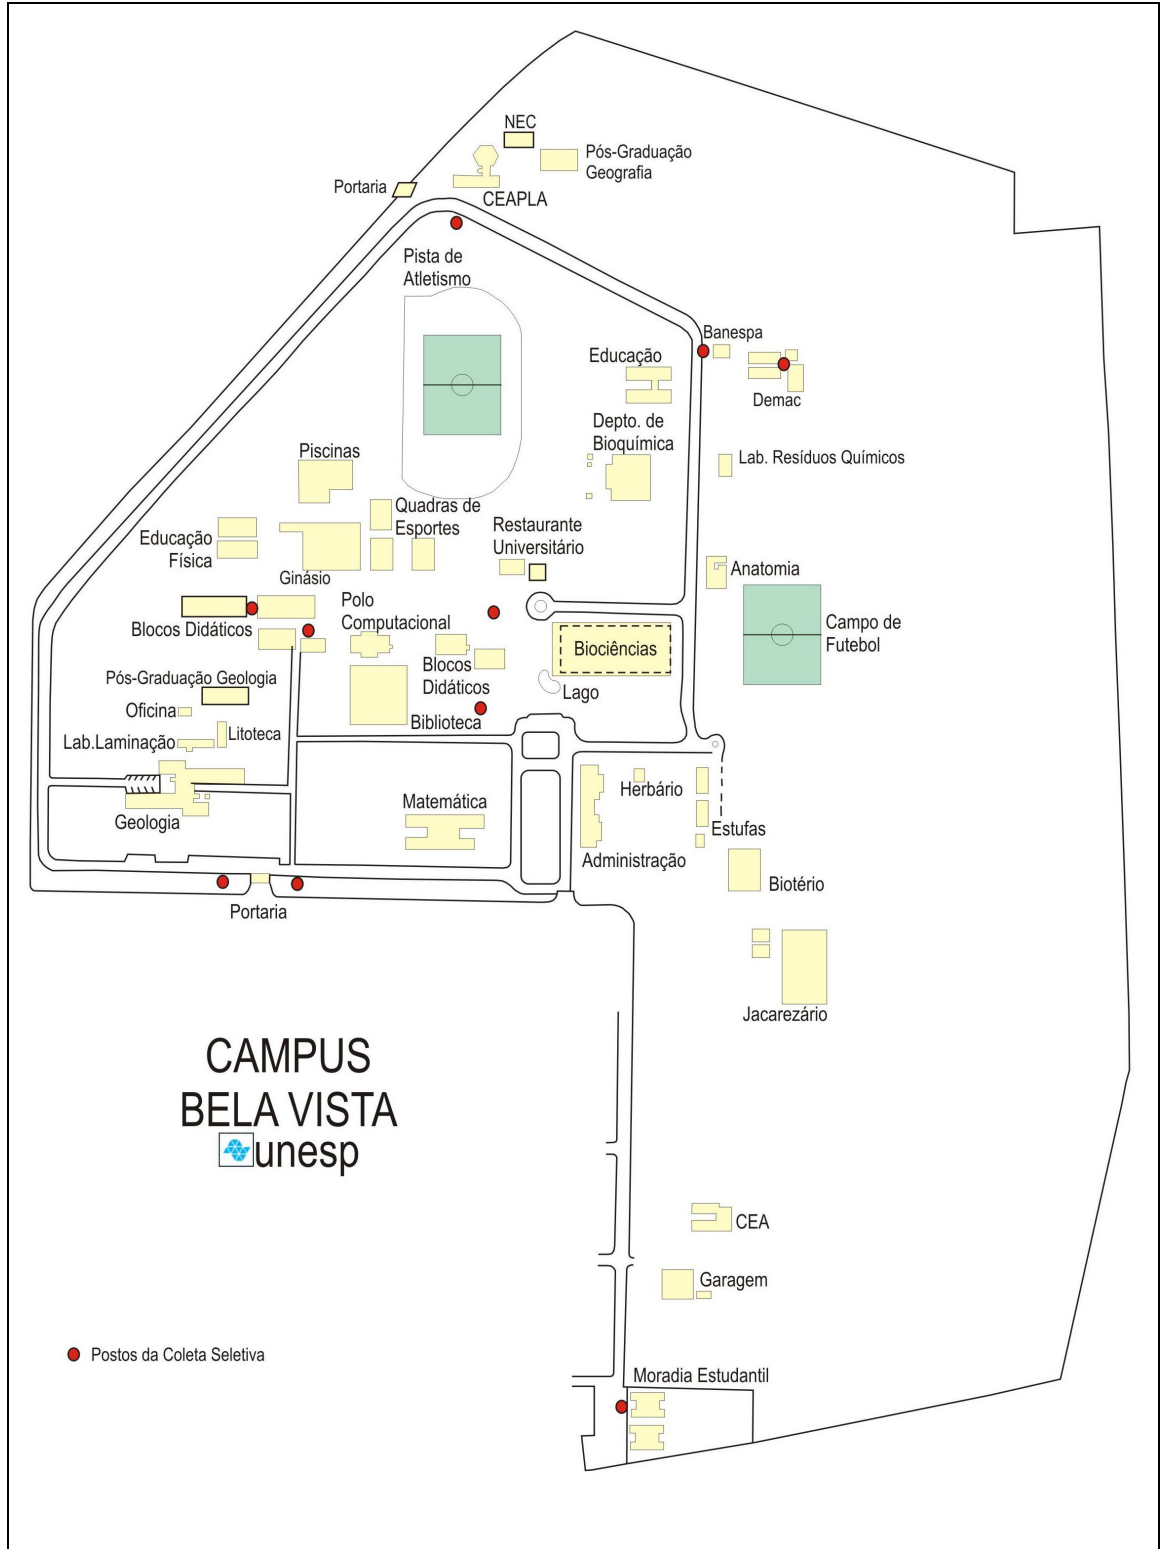 NEC
Pós-Graduação
Geografia
Portaria
CEAPLA
Pista de
Atletismo
Banespa
Educação
Demac
Depto. de
Bioquímica
Piscinas
Lab. Resíduos Químicos
Quadras de
Esportes
Restaurante
Universitário
Educação
Física
Ginásio
Anatomia
Polo
Computacional
Blocos Didáticos
Campo de
Futebol
Biociências
Blocos
Didáticos
Pós-Graduação Geologia
Lago
Oficina
Biblioteca
Litoteca
Lab.Laminação
Herbário
Matemática
Geologia
Estufas
Administração
Biotério
Portaria
Jacarezário
CAMPUS
BELA VISTA
unesp
CEA
Garagem
Postos da Coleta Seletiva
Moradia Estudantil